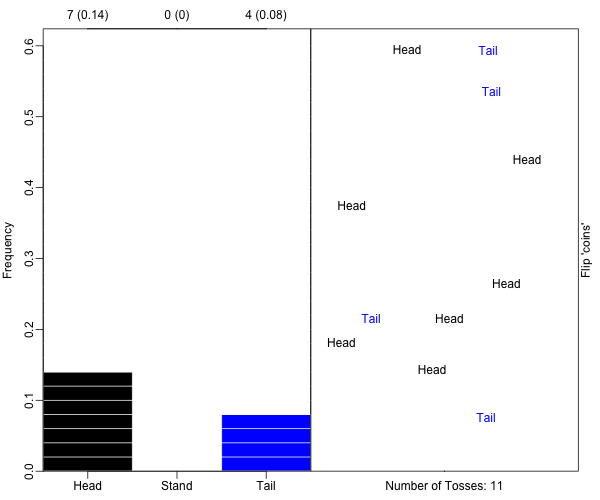 7 (0.14) 0 (0) 4 (0.08)
0.6
0.5
0.4
0.3
0.2
0.1
0.0
Frequency
Head Stand Tail
Head Tail
Tail
Head
Head
Head
Tail Head
Head
Head
Tail
Number of Tosses: 11
Flip 'coins'